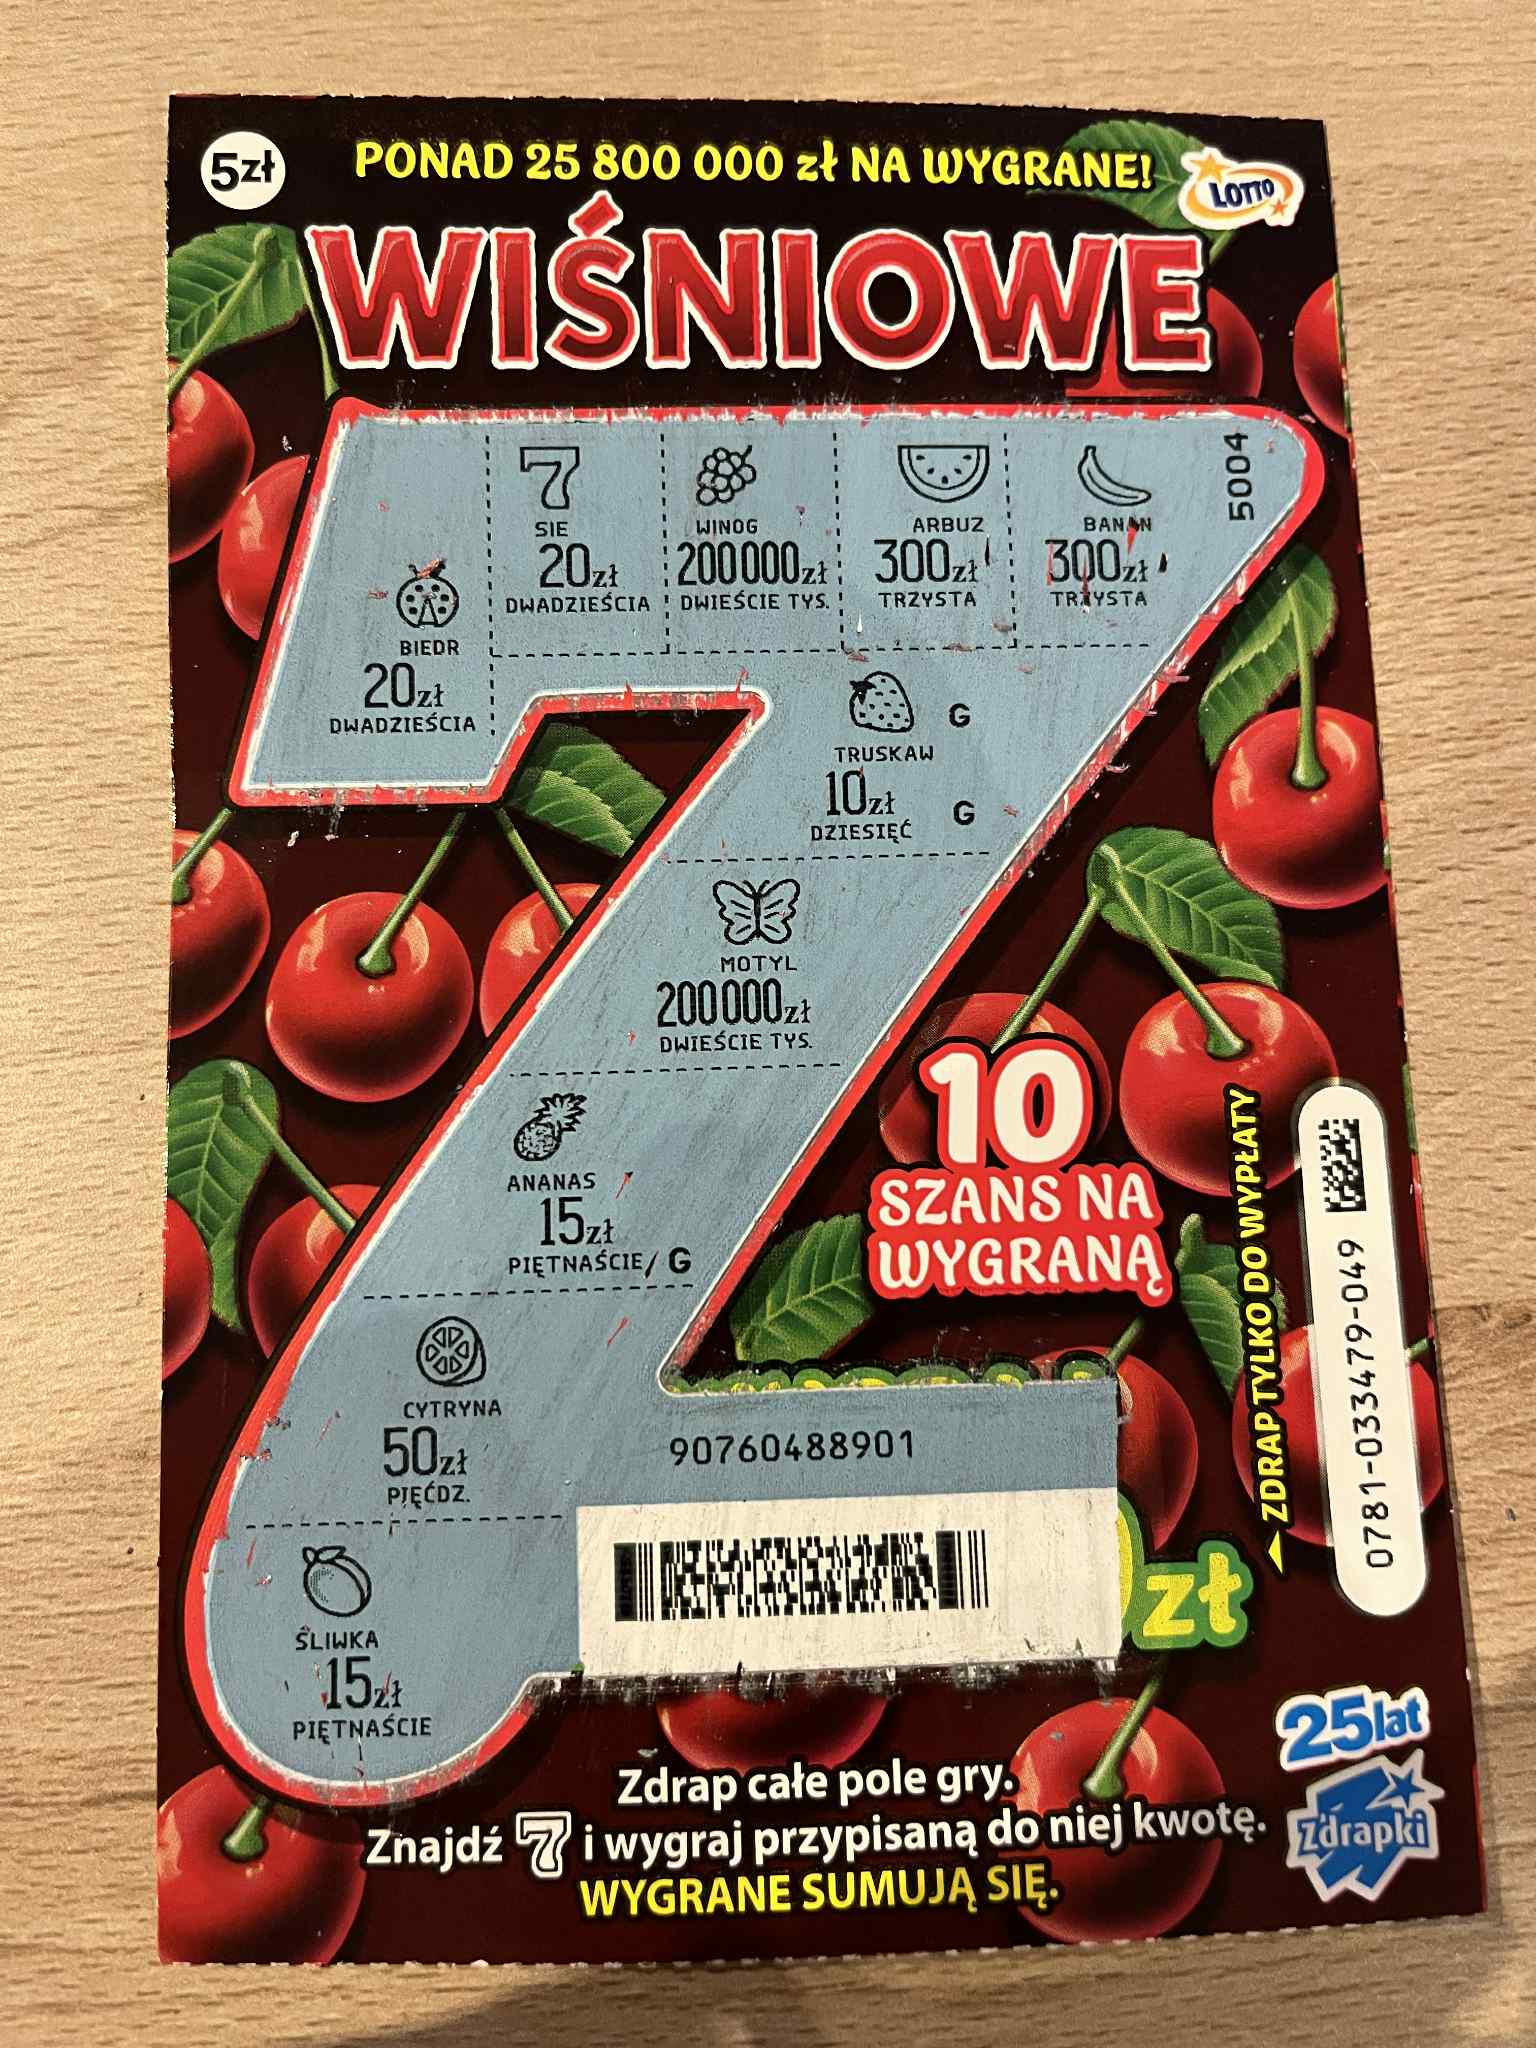 5zł
PONAD 25 800 000 zł NA WYGRANE!
LOTTO
WIŚNIOWE
BIEDR
20zł
DWADZIEŚCIA
7
SIE
20zł
DWADZIEŚCIA
WINOG
200000zł
DWIEŚCIE TYS.
ARBUZ
300zł
TRZYSTA
BANAN
300zł
TRZYSTA
5004
TRUSKAW
G
10zł
DZIESIĘĆ
G
MOTYL
200000zł
DWIEŚCIE TYS.
ANANAS
15zł
PIĘTNAŚCIE
G
CYTRYNA
50zł
PIĘĆDZ.
ŚLIWKA
15zł
PIĘTNAŚCIE
10
SZANS NA
WYGRANĄ
90760488901
zł
ZDRAP TYLKO DO WYPŁATY
0781-033479-049
25lat
Zdrapki
Zdrap całe pole gry.
Znajdź 7 i wygraj przypisaną do niej kwotę.
WYGRANE SUMUJĄ SIĘ.